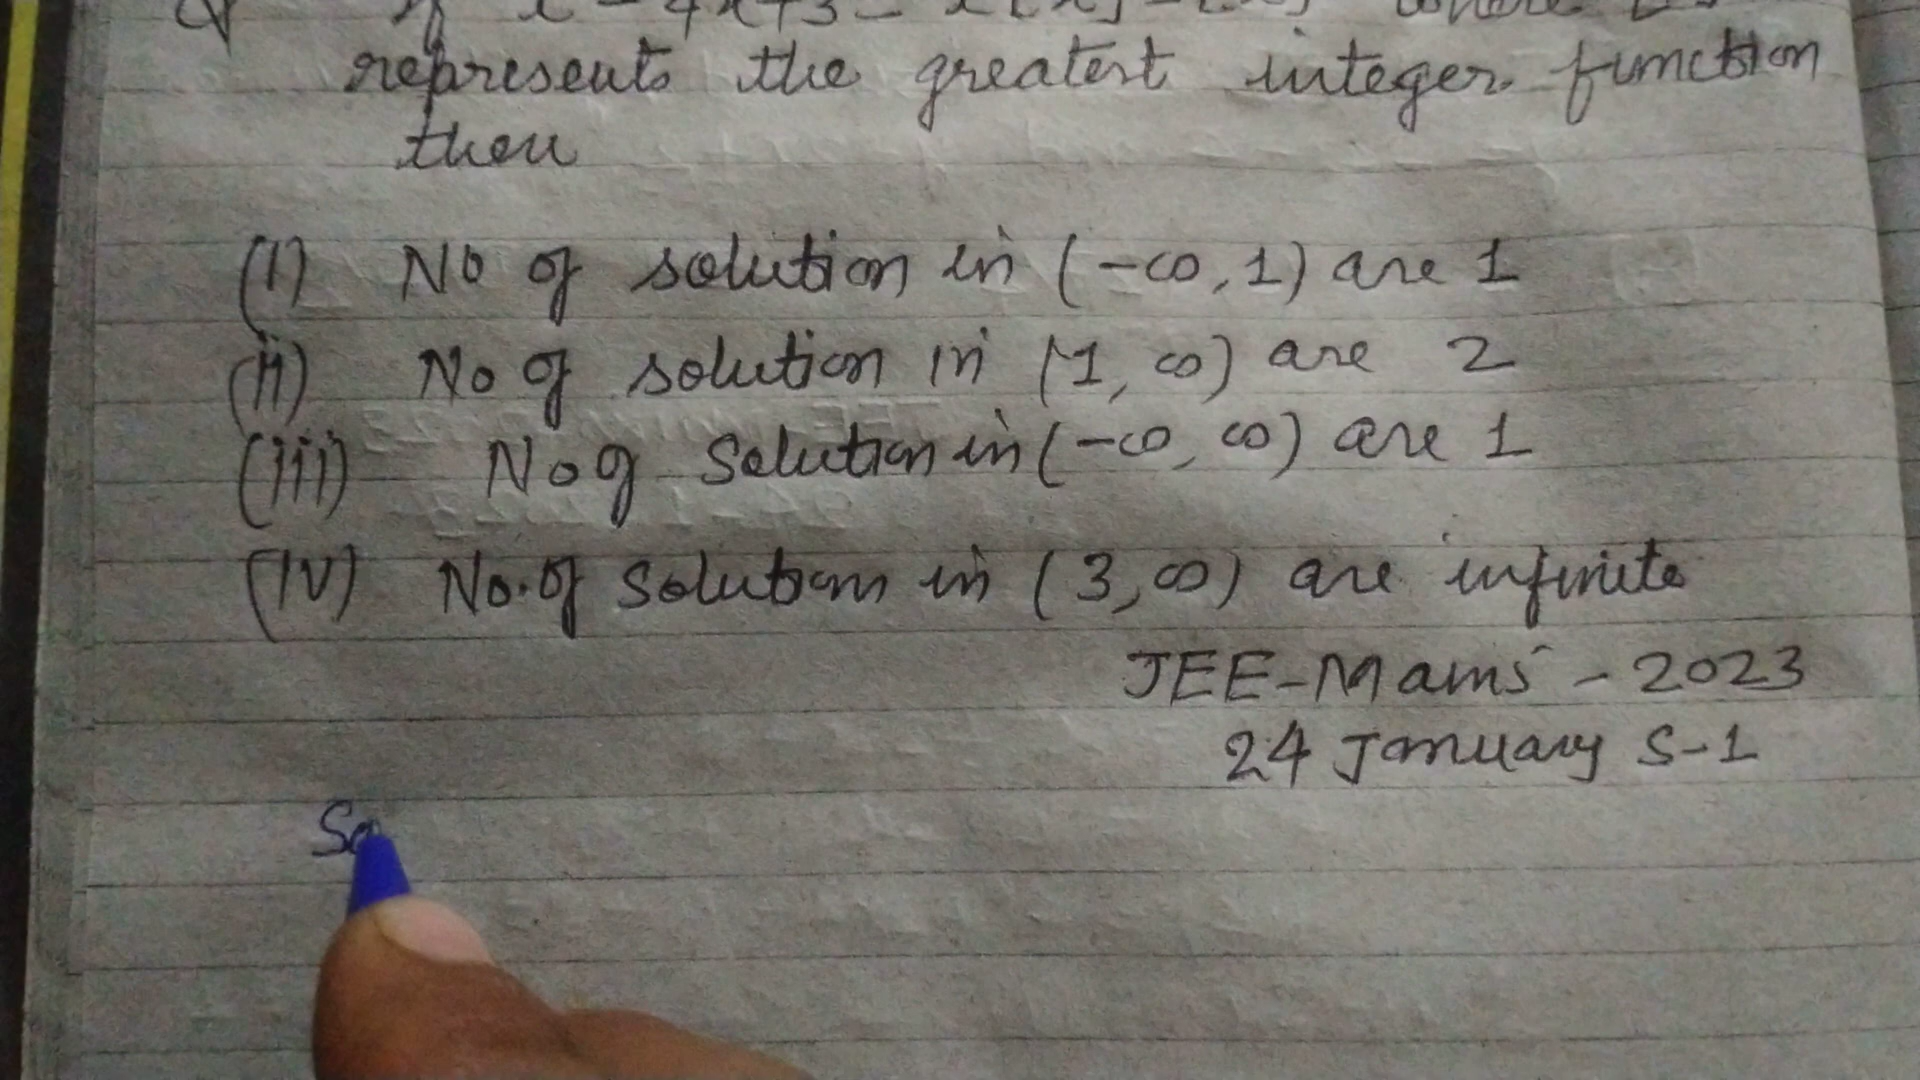 represents the greatest integer function
then
(I) No of solution in (-∞, 1) are 1
(ii) No of solution in (1, ∞) are 2
(iii) No of Solution in (-∞, ∞) are 1
(IV) No. of solutions in (3, ∞) are infinite
JEE-Mains - 2023
24 January S-1
So